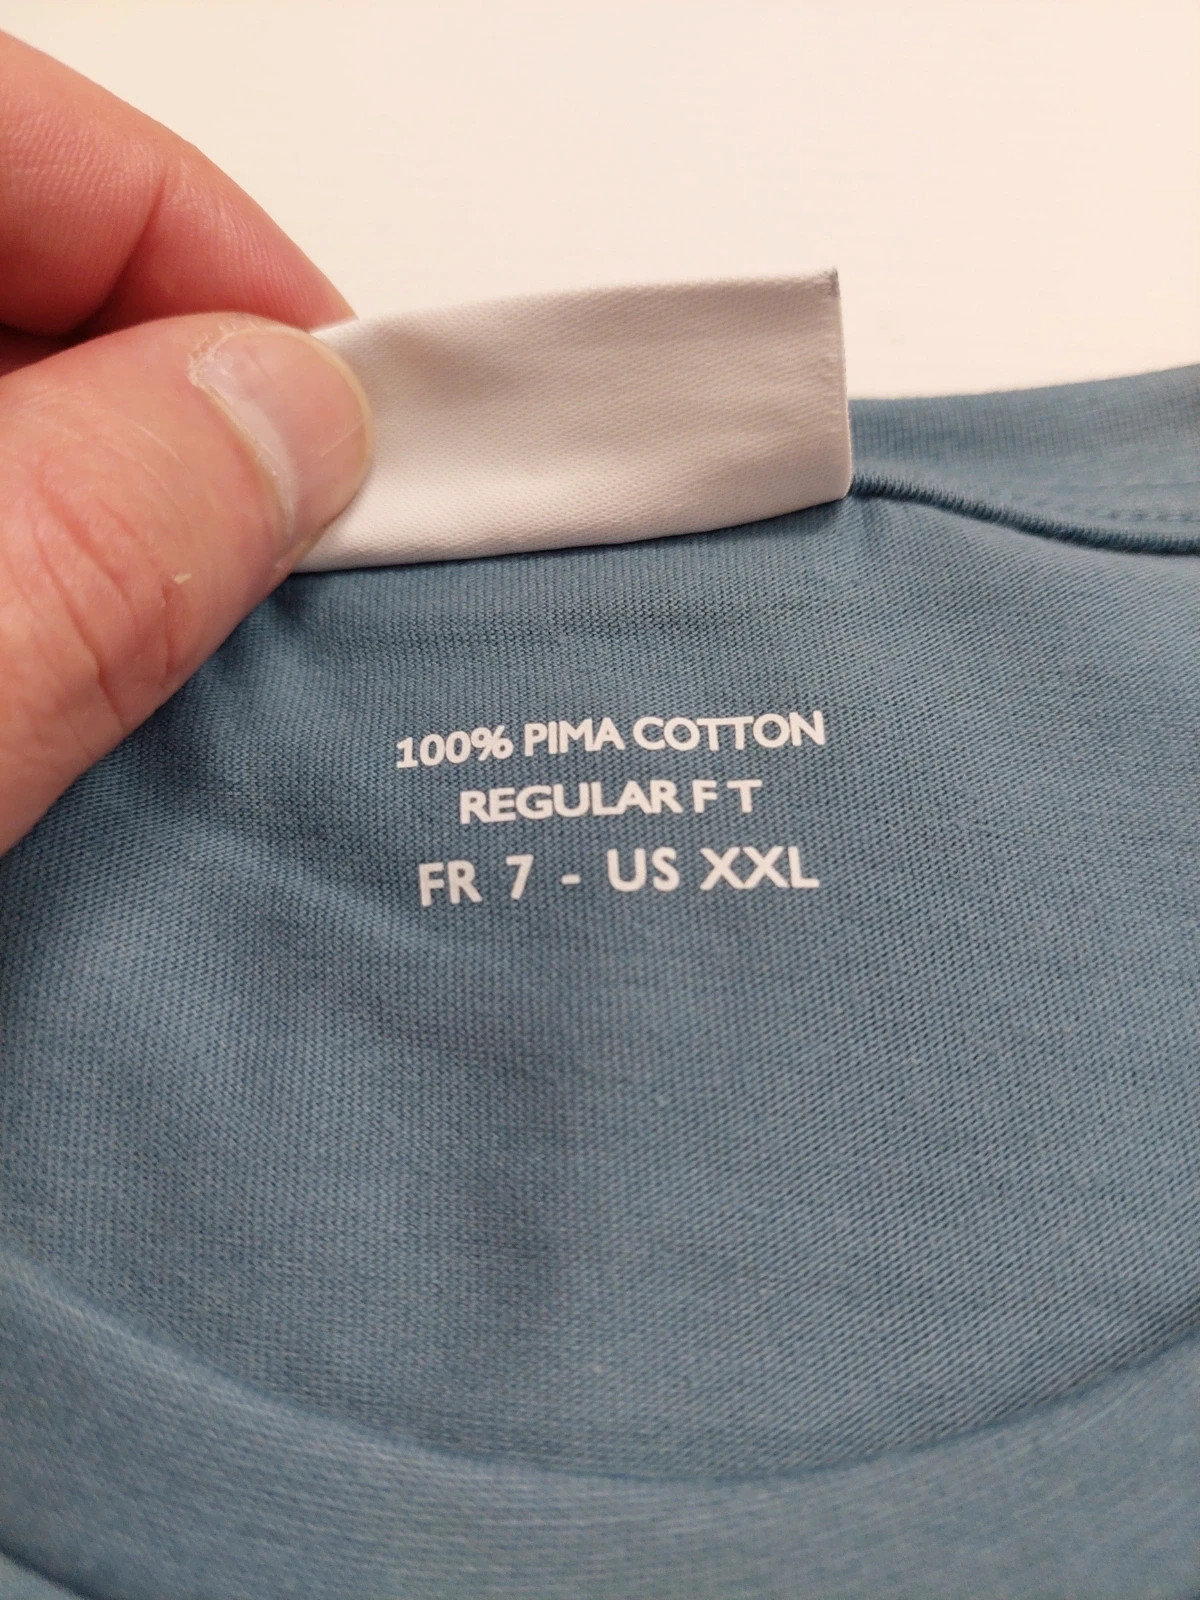 100% PIMA COTTON
REGULAR F T
FR 7 - US XXL